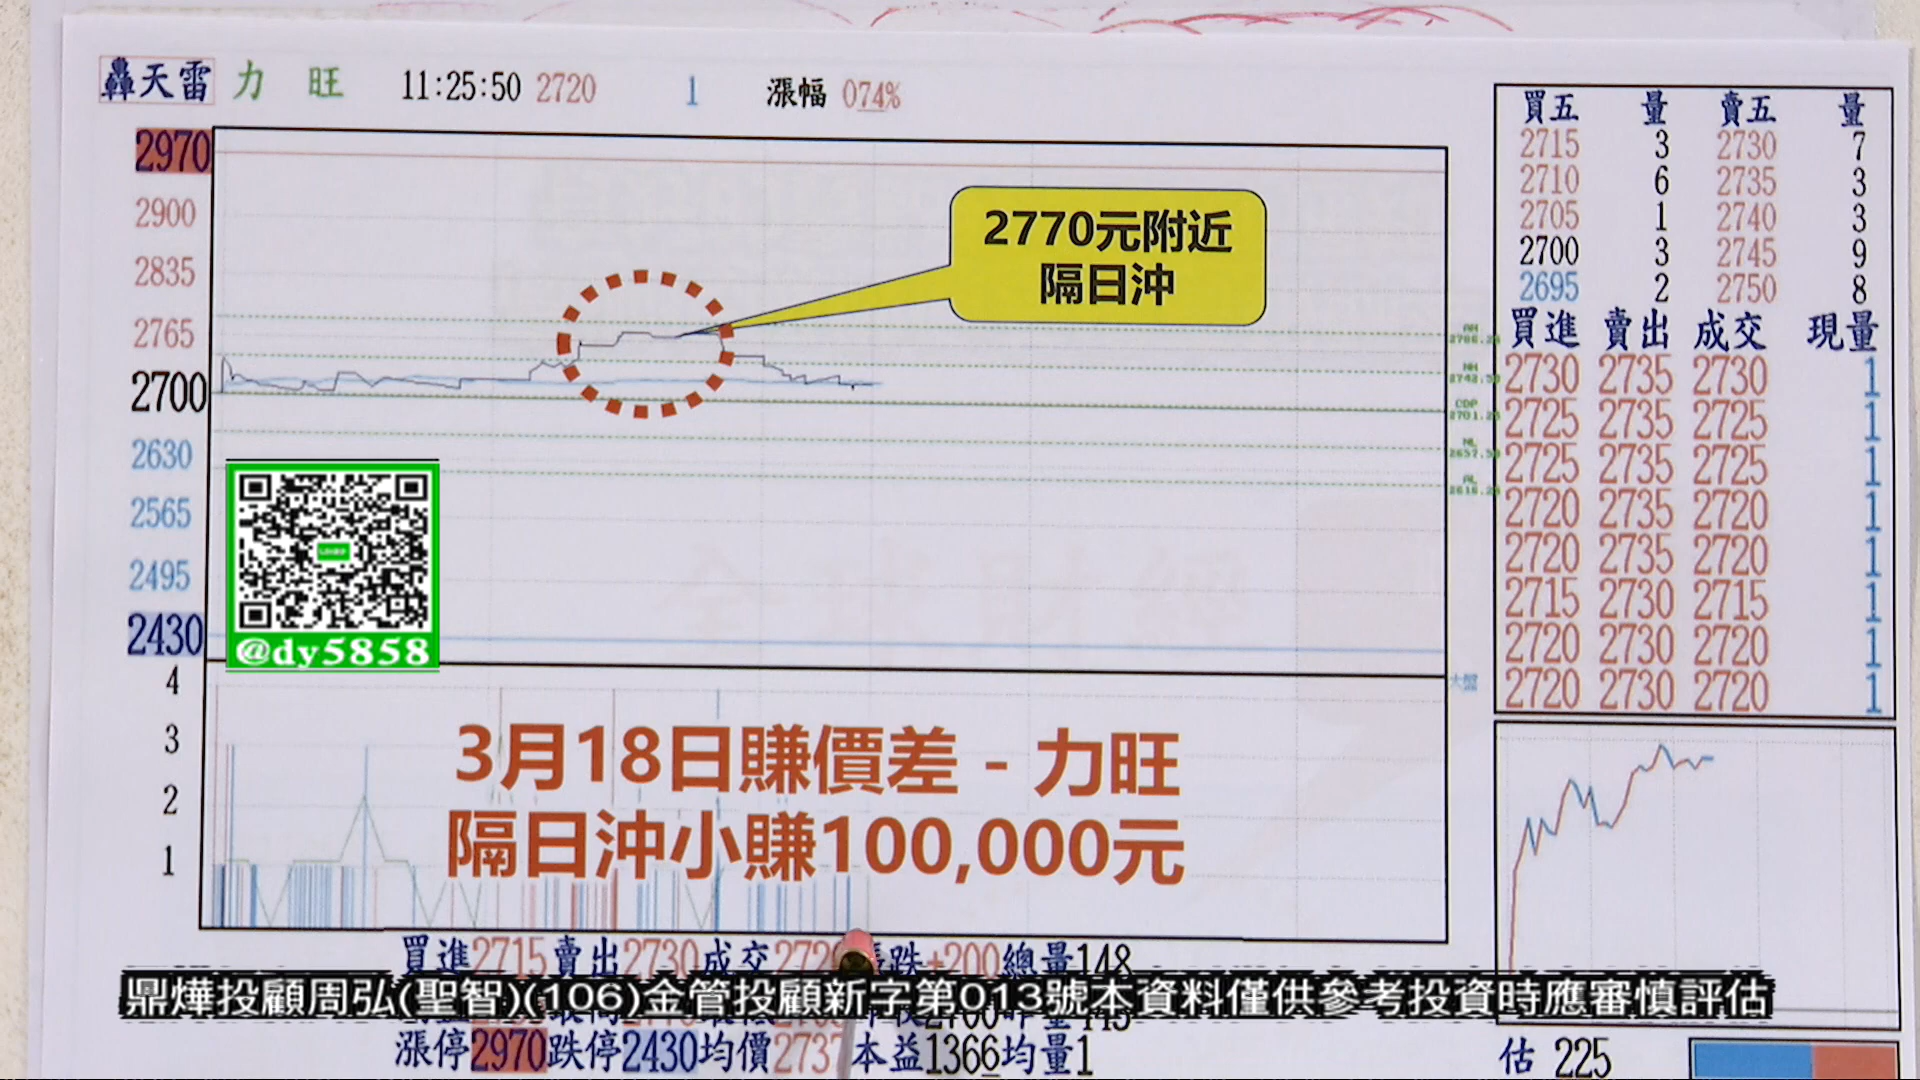 轟天雷 力 旺 11:25:50 2720 1 漲幅 074%
2970
2900
2835
2765
2700
2630
2565
2495
2430
4
3
2
1
2770元附近
隔日沖
@dy5858
3月18日賺價差 - 力旺
隔日沖小賺100,000元
AH
NH
CDP
NL
AL
大盤
買五 量 賣五 量
2715 3 2730 7
2710 6 2735 3
2705 1 2740 3
2700 3 2745 9
2695 2 2750 8
買進 賣出 成交 現量
2730 2735 2730 1
2725 2735 2725 1
2725 2735 2725 1
2720 2735 2720 1
2720 2735 2720 1
2715 2730 2715 1
2720 2730 2720 1
2720 2730 2720 1
買進2715賣出2730成交272 跌+200總量148
鼎燁投顧周弘(聖智)(106)金管投顧新字第013號本資料僅供參考投資時應審慎評估
漲停2970跌停2430均價273 本益1366均量1
估 225